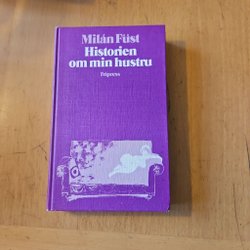 Milán Füst
Historien
om min hustru
Tripress